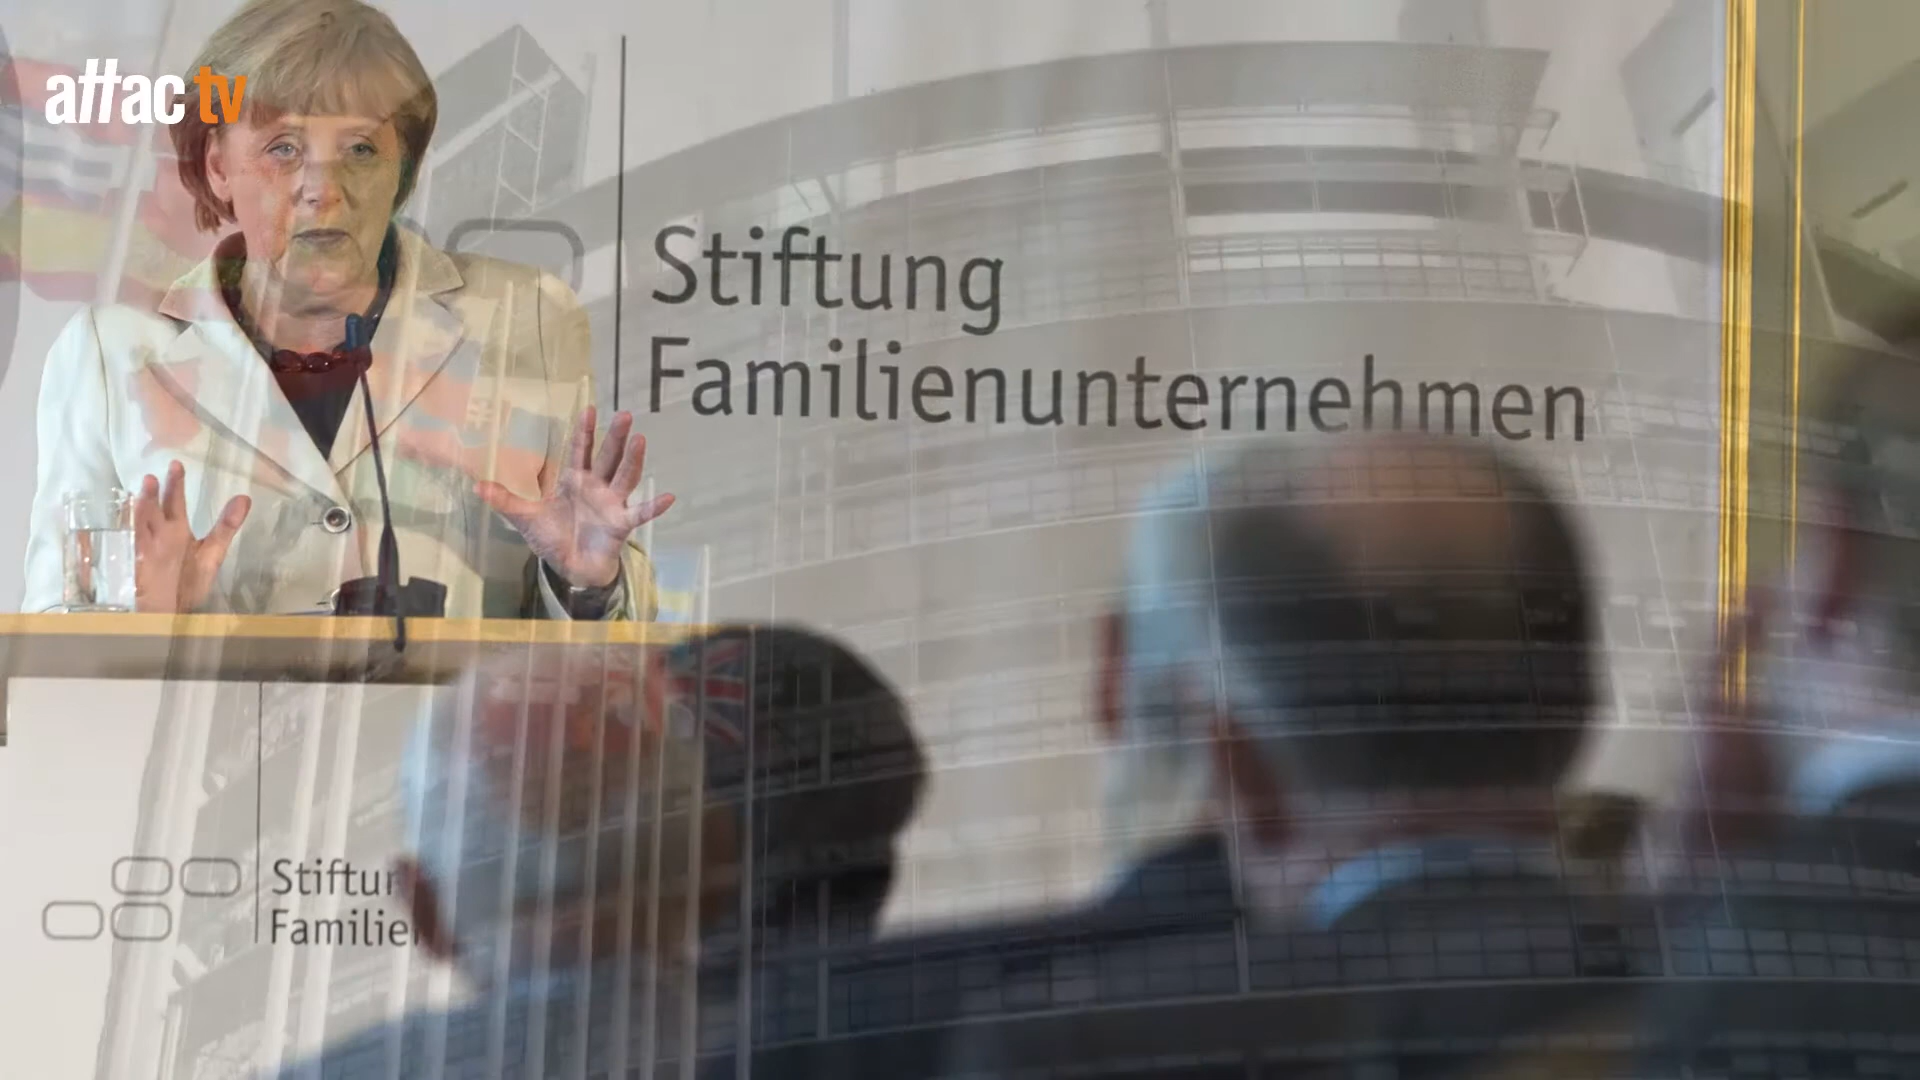 attac tv
Stiftung
Familienunternehmen
Stiftun
Familie